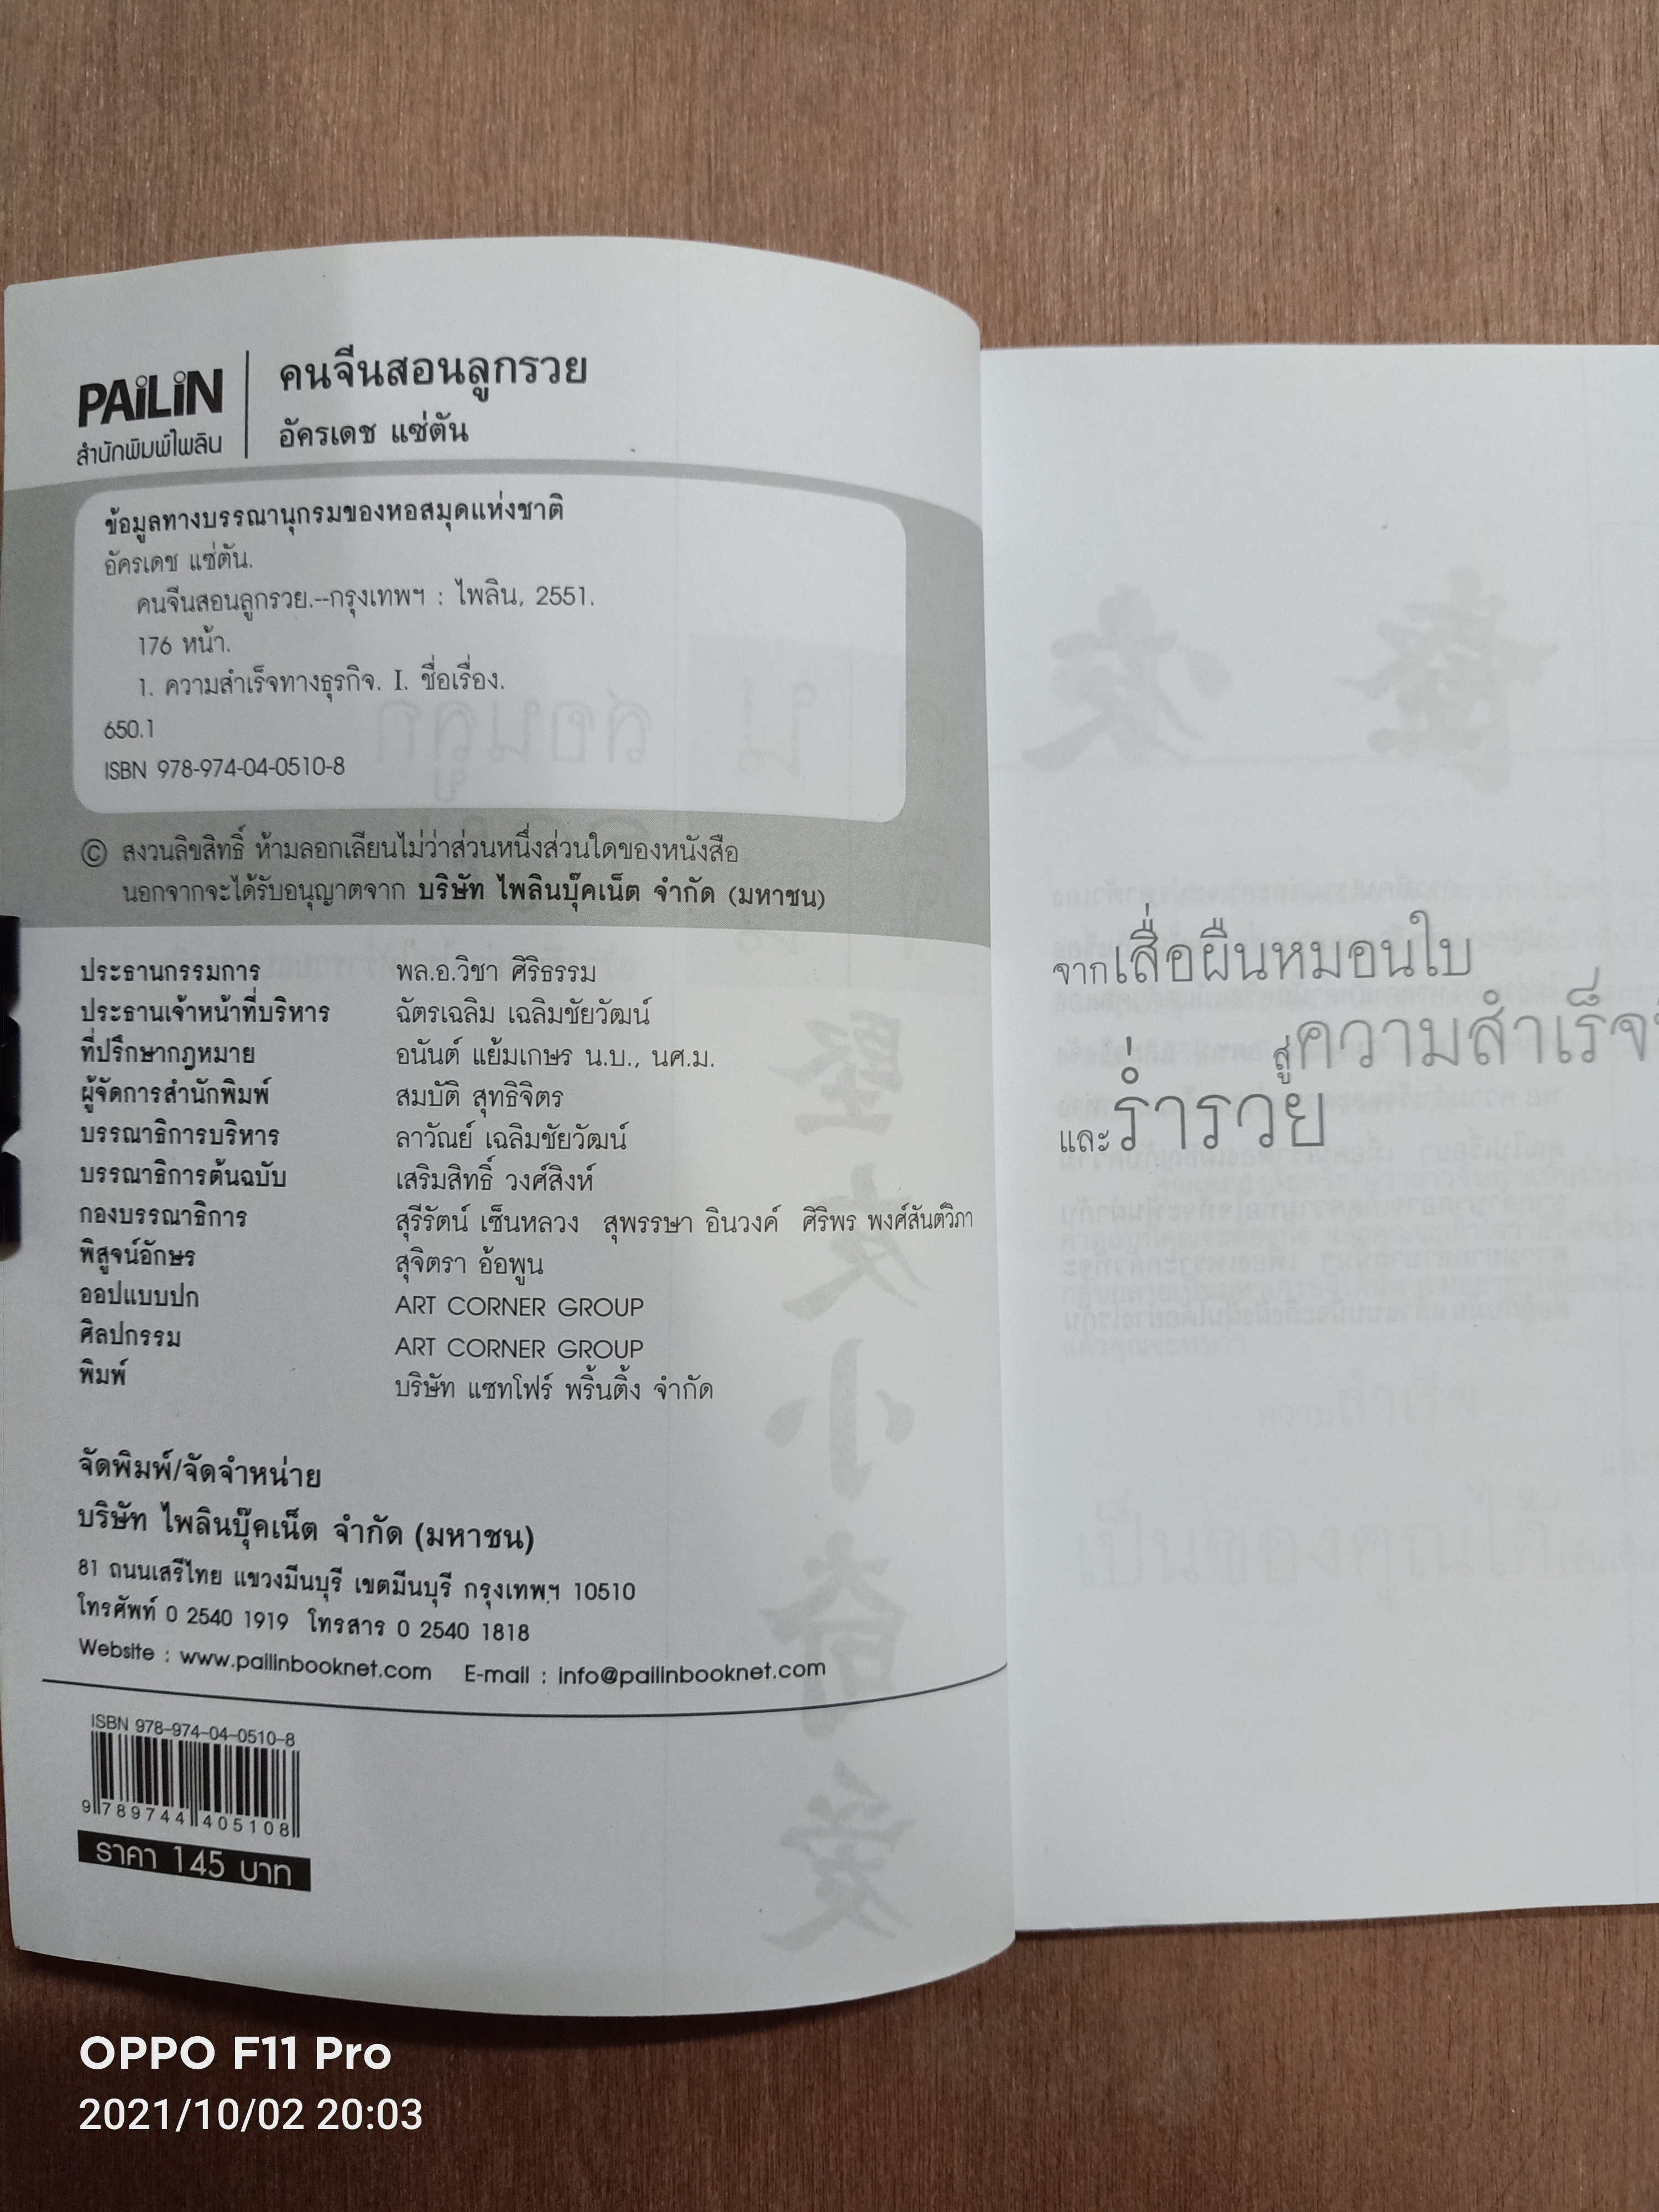 PAiLiN
สำนักพิมพ์ไพลิน
คนจีนสอนลูกรวย
อัครเดช แซ่ตัน
ข้อมูลทางบรรณานุกรมของหอสมุดแห่งชาติ
อัครเดช แซ่ตัน.
คนจีนสอนลูกรวย.--กรุงเทพฯ : ไพลิน, 2551.
176 หน้า.
1. ความสำเร็จทางธุรกิจ. I. ชื่อเรื่อง.
650.1
ISBN 978-974-04-0510-8
© สงวนลิขสิทธิ์ ห้ามลอกเลียนไม่ว่าส่วนหนึ่งส่วนใดของหนังสือ
นอกจากจะได้รับอนุญาตจาก บริษัท ไพลินบุ๊คเน็ต จำกัด (มหาชน)
ประธานกรรมการ พล.อ.วิชา ศิริธรรม
ประธานเจ้าหน้าที่บริหาร ฉัตรเฉลิม เฉลิมชัยวัฒน์
ที่ปรึกษากฎหมาย อนันต์ แย้มเกษร น.บ., นศ.ม.
ผู้จัดการสำนักพิมพ์ สมบัติ สุทธิจิตร
บรรณาธิการบริหาร ลาวัณย์ เฉลิมชัยวัฒน์
บรรณาธิการต้นฉบับ เสริมสิทธิ์ วงศ์สิงห์
กองบรรณาธิการ สุรีรัตน์ เซ็นหลวง สุพรรษา อินวงค์ ศิริพร พงศ์สันต์วิภา
พิสูจน์อักษร สุจิตรา อ้อพูน
ออปแบบปก ART CORNER GROUP
ศิลปกรรม ART CORNER GROUP
พิมพ์ บริษัท แซทโฟร์ พริ้นติ้ง จำกัด
จัดพิมพ์/จัดจำหน่าย
บริษัท ไพลินบุ๊คเน็ต จำกัด (มหาชน)
81 ถนนเสรีไทย แขวงมีนบุรี เขตมีนบุรี กรุงเทพฯ 10510
โทรศัพท์ 0 2540 1919 โทรสาร 0 2540 1818
Website : www.pailinbooknet.com E-mail : info@pailinbooknet.com
ISBN 978-974-04-0510-8
9 789744 405108
ราคา 145 บาท
จากเสื่อผืนหมอนใบ
สู่ความสำเร็จ
และร่ำรวย
OPPO F11 Pro
2021/10/02 20:03